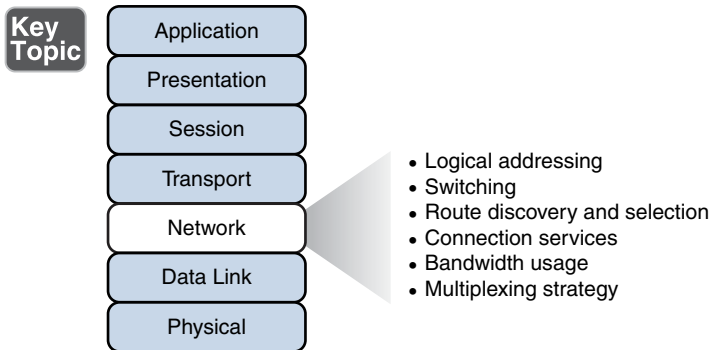 Key
Topic
Application
Presentation
Session
Transport
Network
Data Link
Physical
• Logical addressing
• Switching
• Route discovery and selection
• Connection services
• Bandwidth usage
• Multiplexing strategy